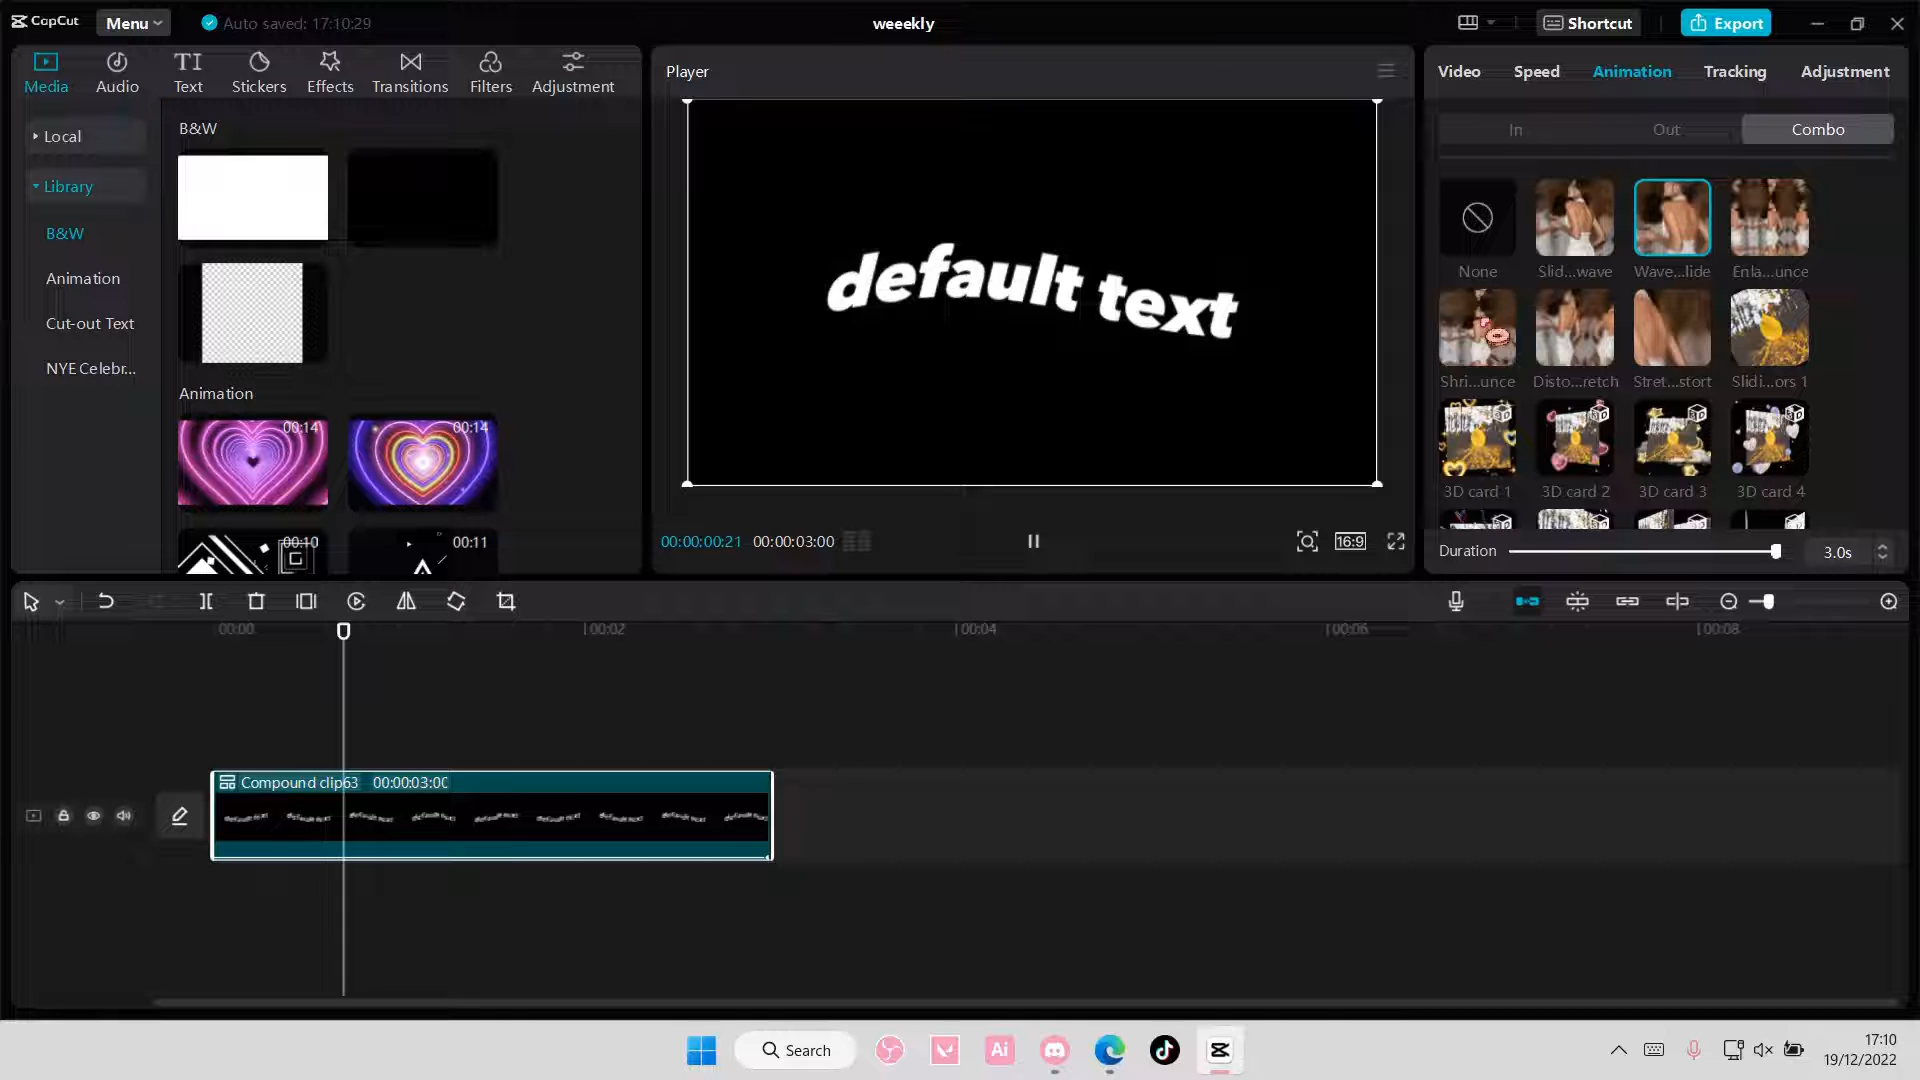 CapCut
Menu
Auto saved: 17:10:29
weeekly
Shortcut
Export
Media
Audio
Text
Stickers
Effects
Transitions
Filters
Adjustment
Local
Library
B&W
Animation
Cut-out Text
NYE Celebr...
B&W
Animation
00:14
00:14
00:10
00:11
Player
default text
00:00:00:21
00:00:03:00
16:9
Video
Speed
Animation
Tracking
Adjustment
In
Out
Combo
None
Slid...wave
Wave...lide
Enla...unce
Shri...unce
Disto...retch
Stret...stort
Slidi...ors 1
3D card 1
3D card 2
3D card 3
3D card 4
Duration
3.0s
00:00
00:02
00:04
00:06
00:08
Compound clip63 00:00:03:00
Search
Ai
17:10
19/12/2022